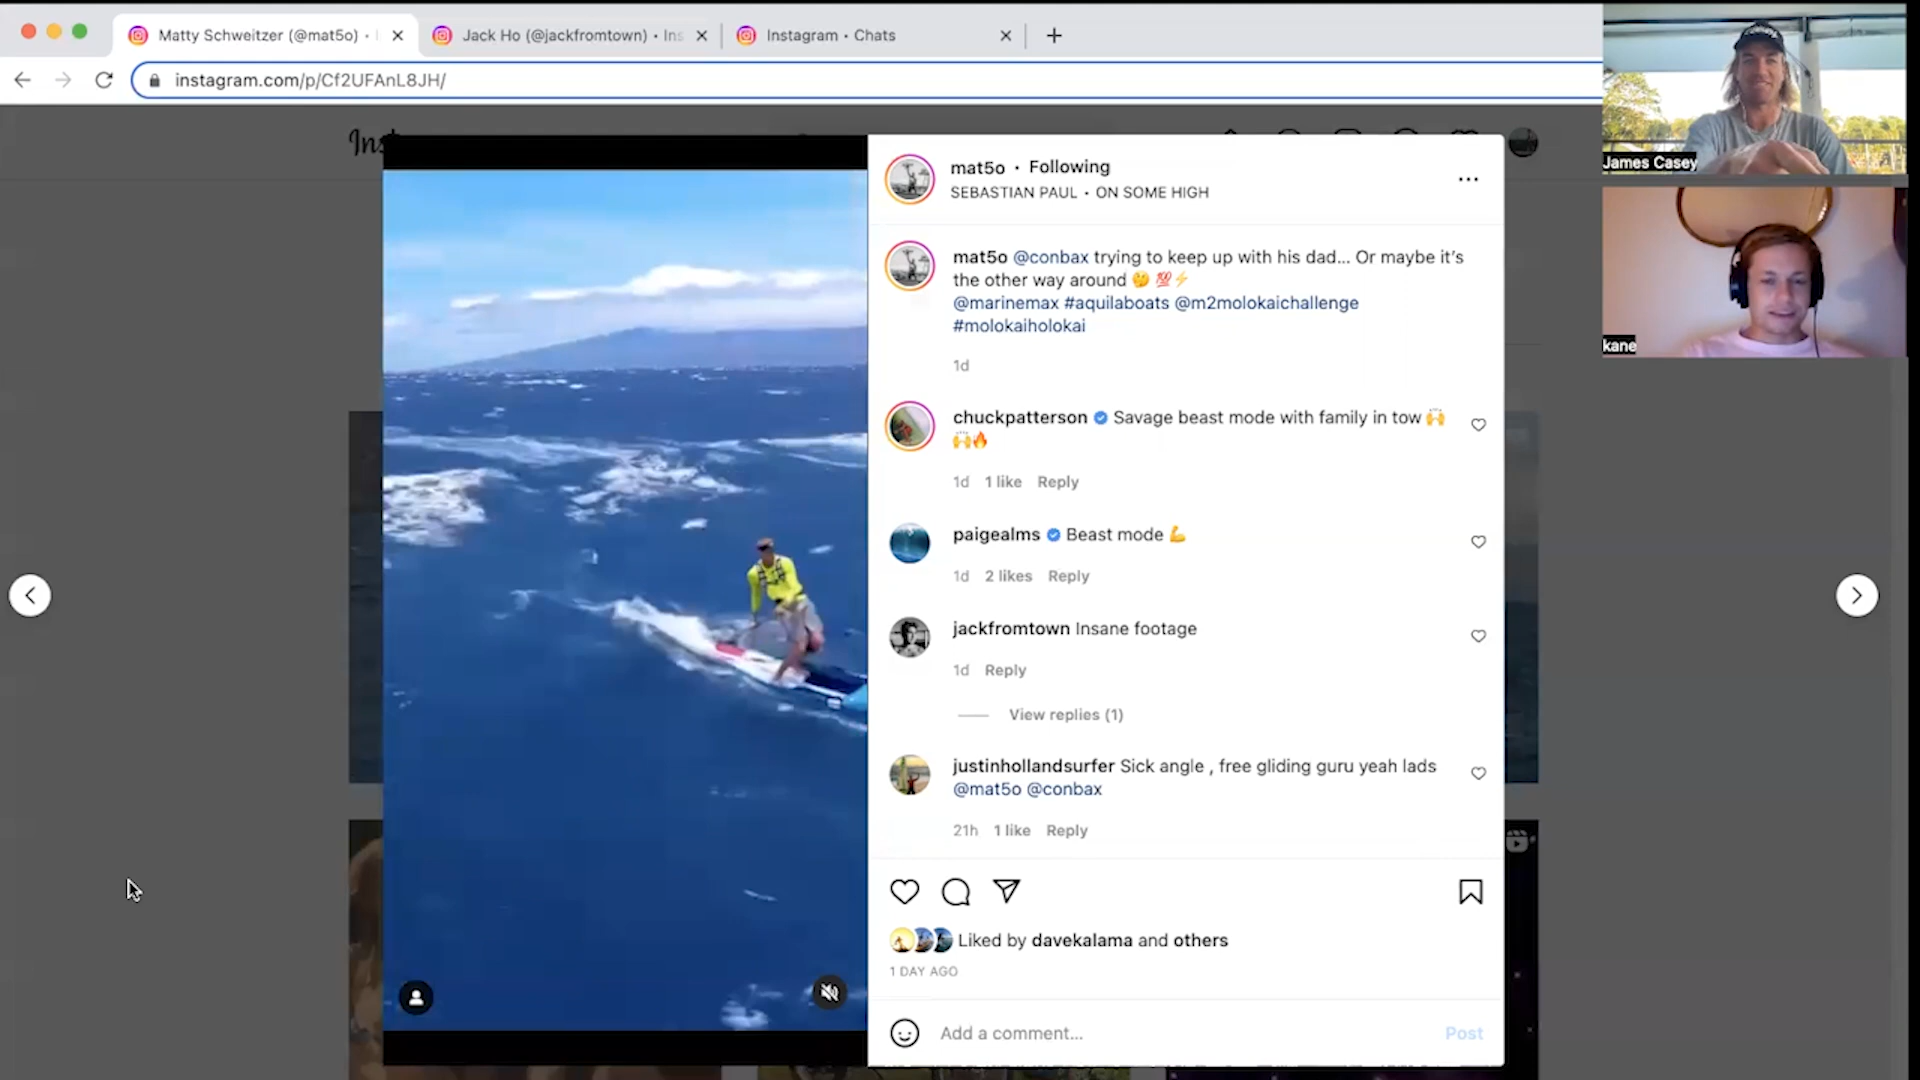 Matty Schweitzer (@mat5o) •
Jack Ho (@jackfromtown) • Ins
Instagram • Chats
instagram.com/p/Cf2UFAnL8JH/
James Casey
kane
mat5o • Following
SEBASTIAN PAUL • ON SOME HIGH
mat5o @conbax trying to keep up with his dad... Or maybe it's
the other way around 🤔 💯⚡
@marinemax #aquilaboats @m2molokaichallenge
#molokaiholokai
1d
chuckpatterson Savage beast mode with family in tow 🙌
🙌🔥
1d 1 like Reply
paigealms Beast mode 💪
1d 2 likes Reply
jackfromtown Insane footage
1d Reply
View replies (1)
justinhollandsurfer Sick angle , free gliding guru yeah lads
@mat5o @conbax
21h 1 like Reply
Liked by davekalama and others
1 DAY AGO
Add a comment... Post